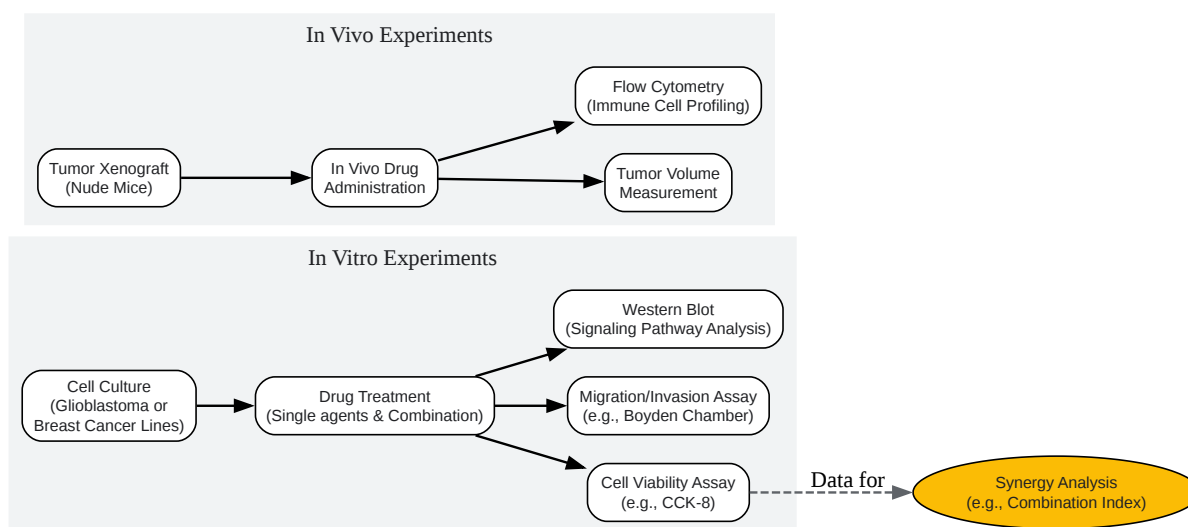 In Vivo Experiments
Flow Cytometry
(Immune Cell Profiling)
Tumor Xenograft
(Nude Mice)
In Vivo Drug
Administration
Tumor Volume
Measurement
In Vitro Experiments
Western Blot
(Signaling Pathway Analysis)
Cell Culture
(Glioblastoma or
Breast Cancer Lines)
Drug Treatment
(Single agents & Combination)
Migration/Invasion Assay
(e.g., Boyden Chamber)
Cell Viability Assay
(e.g., CCK-8)
Data for
Synergy Analysis
(e.g., Combination Index)